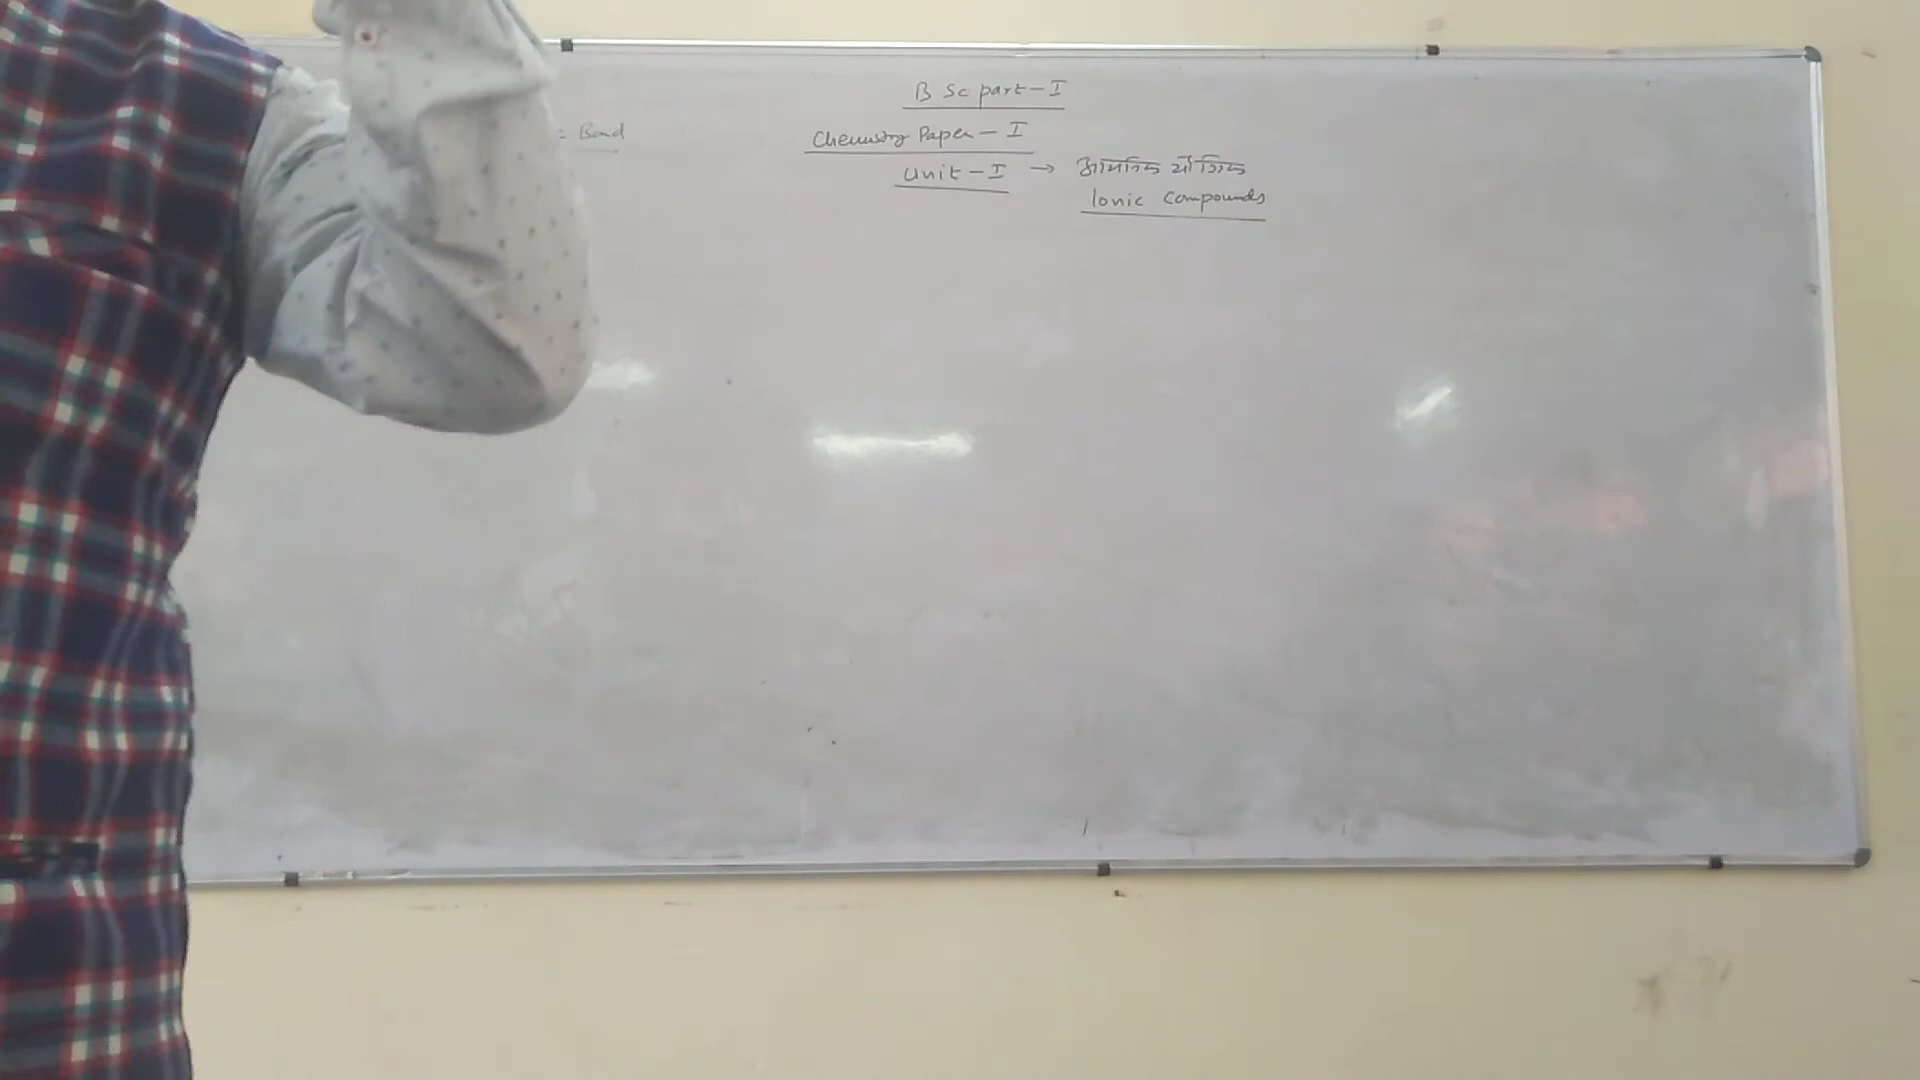 B Sc part - I
= Bond
Chemistry Paper - I
Unit - I → आयनिक यौगिक
Ionic Compounds